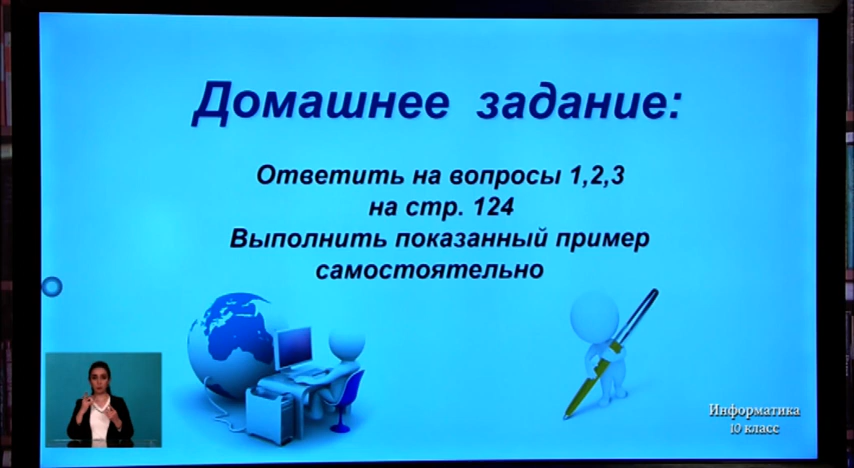 Домашнее задание:
Ответить на вопросы 1,2,3
на стр. 124
Выполнить показанный пример
самостоятельно
Информатика
10 класс